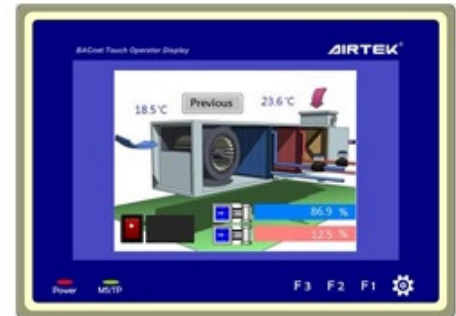 BACnet Touch Operator Display
AIRTEK
18.5℃
Previous
23.6℃
86.9 %
12.5 %
Power
MS/TP
F3 F2 F1